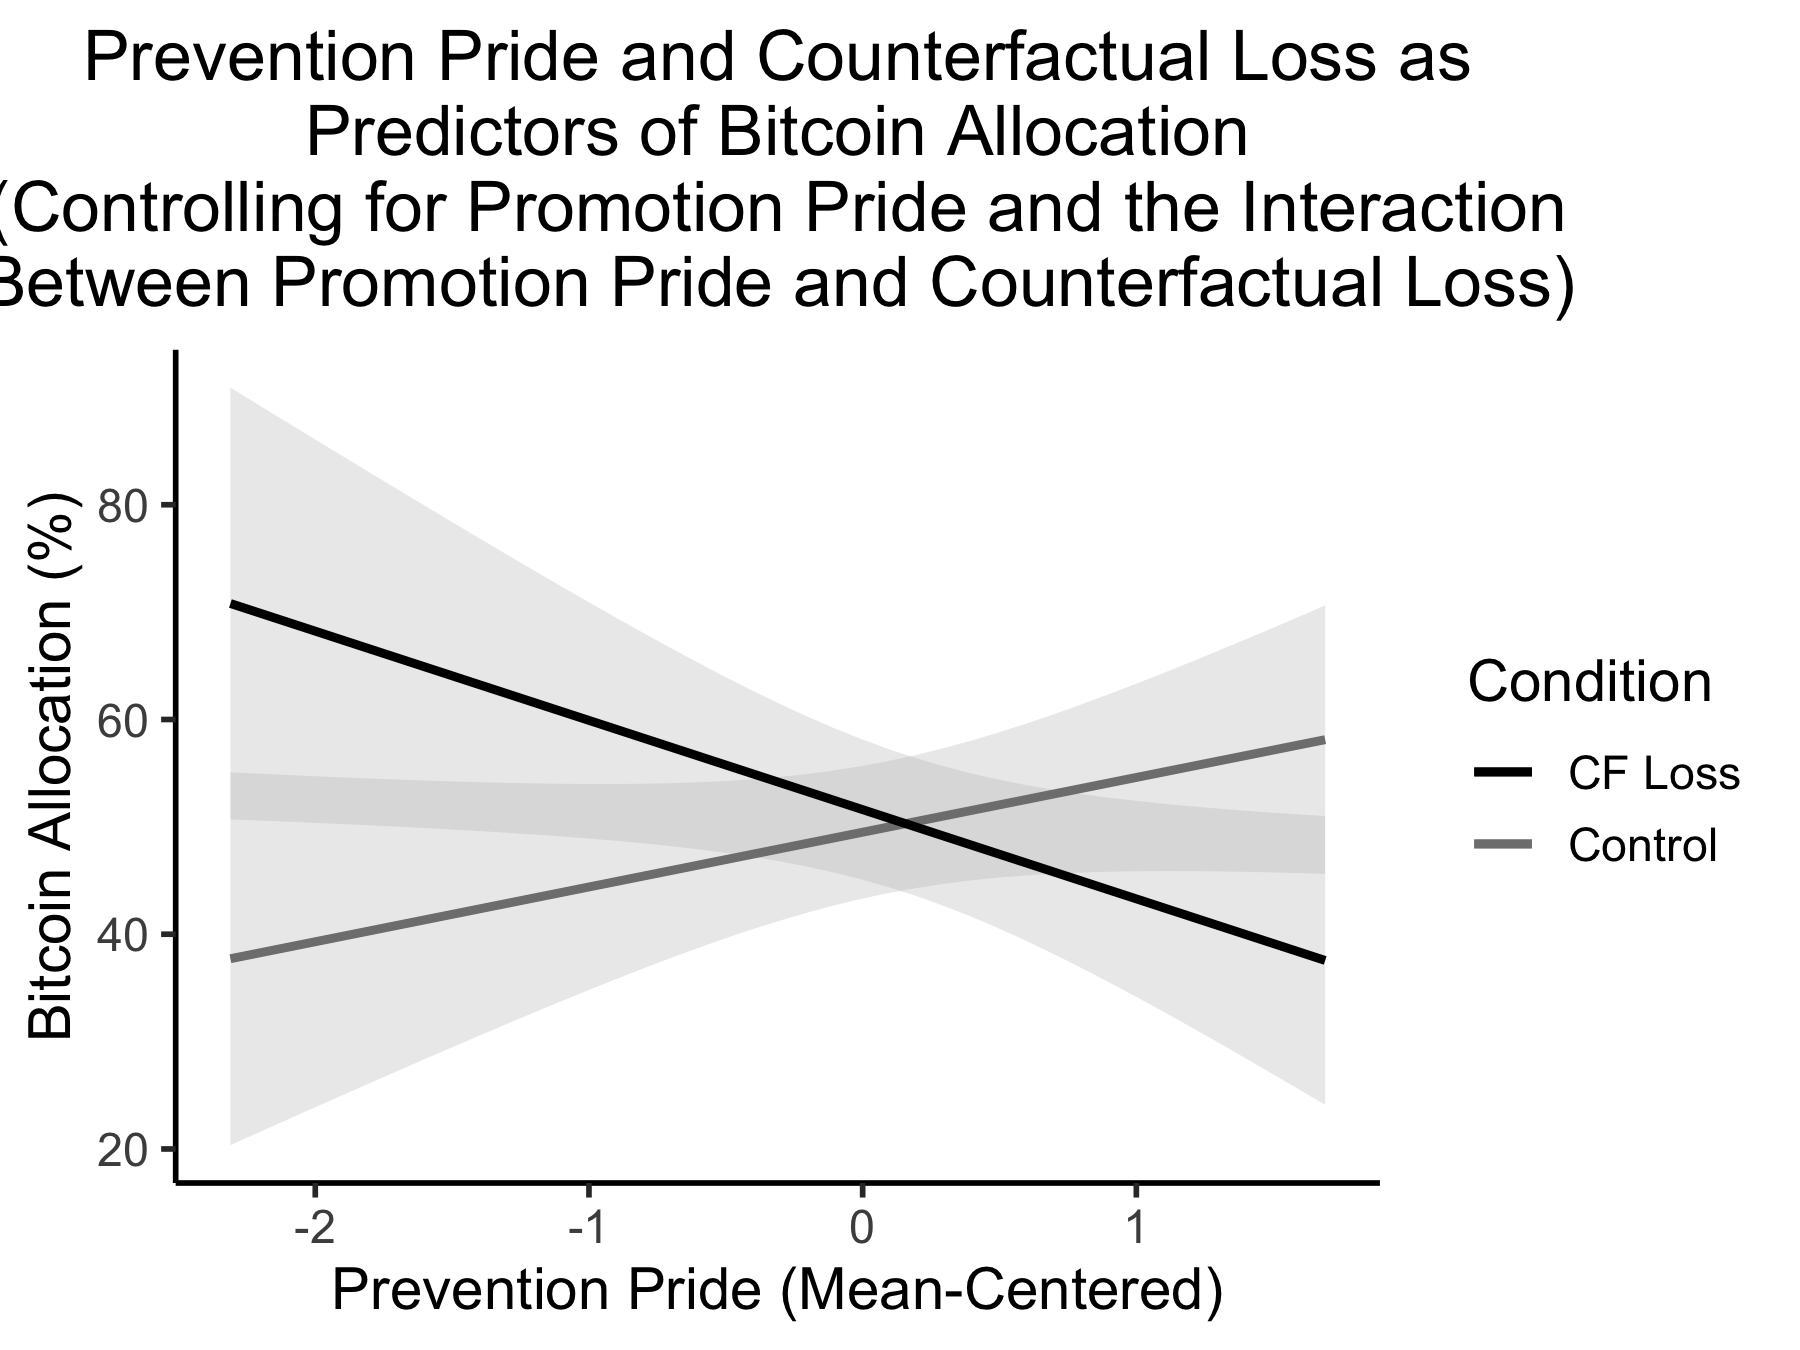 Prevention Pride and Counterfactual Loss as
Predictors of Bitcoin Allocation
(Controlling for Promotion Pride and the Interaction
Between Promotion Pride and Counterfactual Loss)
Bitcoin Allocation (%)
80
60
40
20
-2
-1
0
1
Prevention Pride (Mean-Centered)
Condition
CF Loss
Control